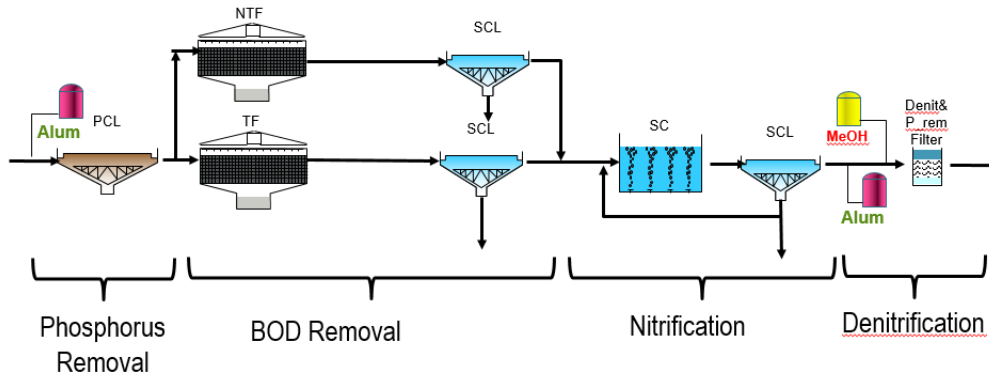 NTF
SCL
Alum
PCL
TF
SCL
SC
SCL
MeOH
Alum
Denit&
P_rem
Filter
Phosphorus
Removal
BOD Removal
Nitrification
Denitrification